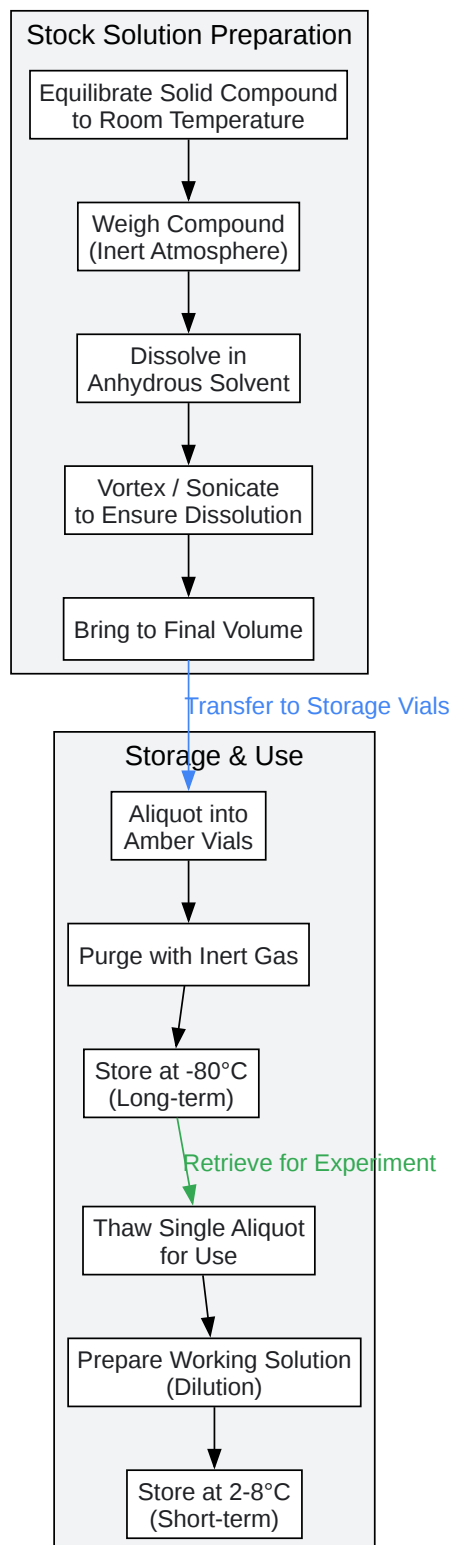 Stock Solution Preparation
Equilibrate Solid Compound
to Room Temperature
Weigh Compound
(Inert Atmosphere)
Dissolve in
Anhydrous Solvent
Vortex / Sonicate
to Ensure Dissolution
Bring to Final Volume
Transfer to Storage Vials
Storage & Use
Aliquot into
Amber Vials
Purge with Inert Gas
Store at -80°C
(Long-term)
Retrieve for Experiment
Thaw Single Aliquot
for Use
Prepare Working Solution
(Dilution)
Store at 2-8°C
(Short-term)